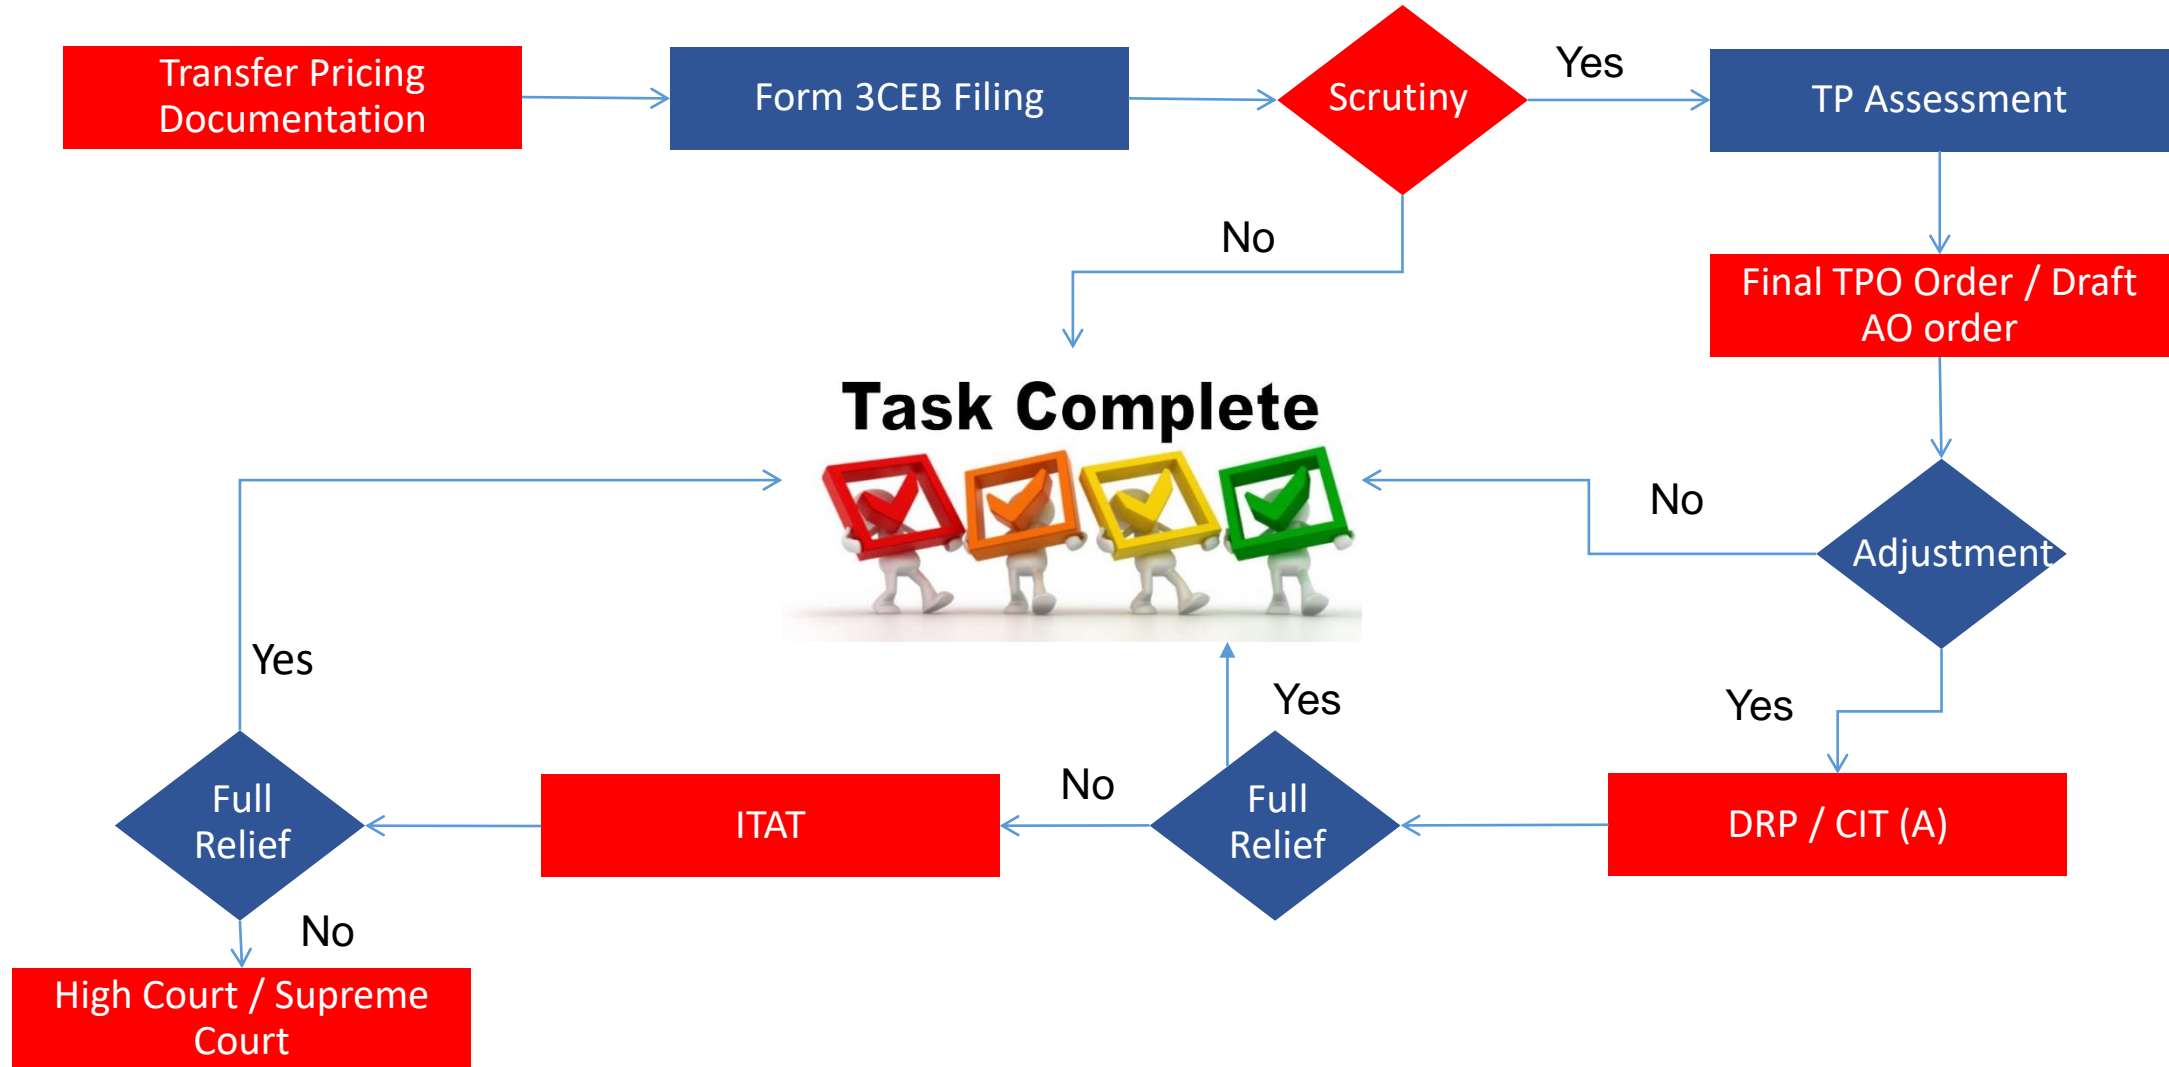 Transfer Pricing
Documentation
Form 3CEB Filing
Scrutiny
Yes
TP Assessment
No
Final TPO Order / Draft
AO order
Task Complete
No
Adjustment
Yes
Yes
Yes
DRP / CIT (A)
Full
Relief
No
ITAT
Full
Relief
No
High Court / Supreme
Court